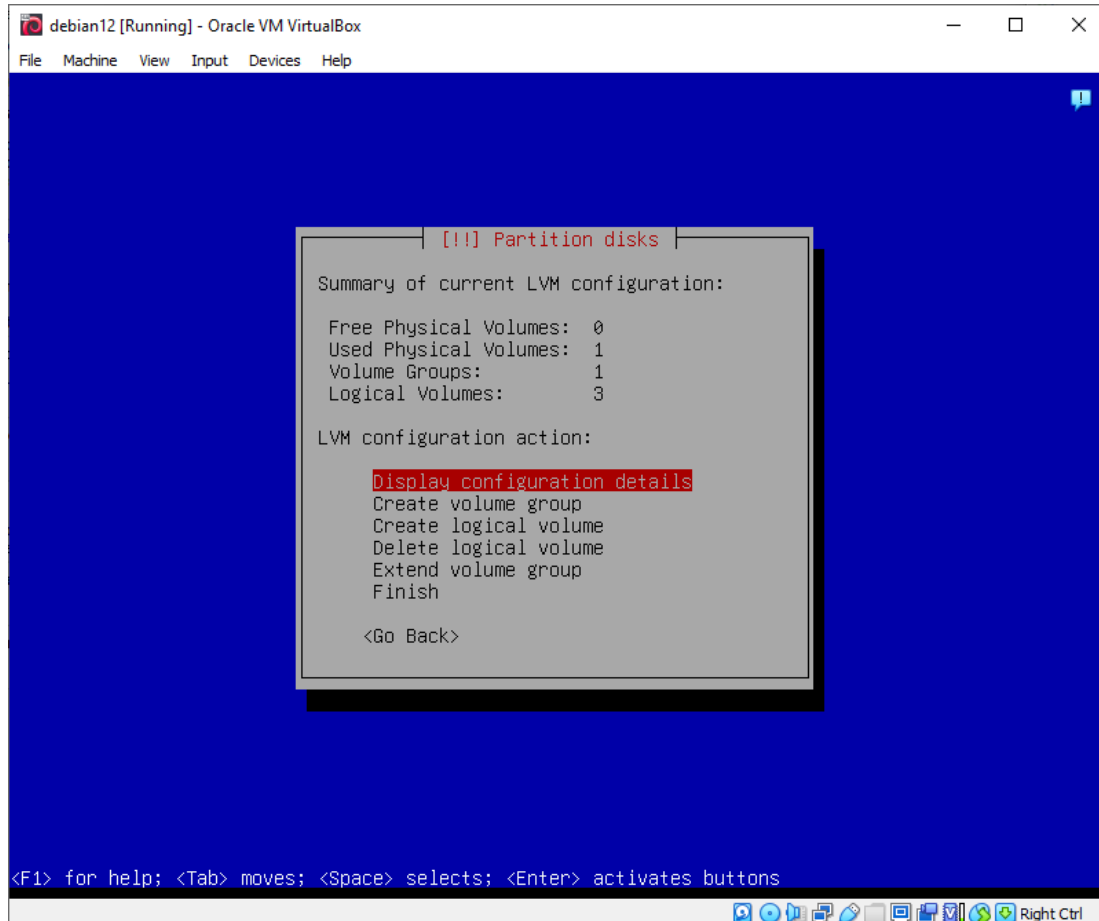 debian12 [Running] - Oracle VM VirtualBox
File Machine View Input Devices Help
[!!] Partition disks
Summary of current LVM configuration:
Free Physical Volumes: 0
Used Physical Volumes: 1
Volume Groups: 1
Logical Volumes: 3
LVM configuration action:
Display configuration details
Create volume group
Create logical volume
Delete logical volume
Extend volume group
Finish
<Go Back>
<F1> for help; <Tab> moves; <Space> selects; <Enter> activates buttons
Right Ctrl